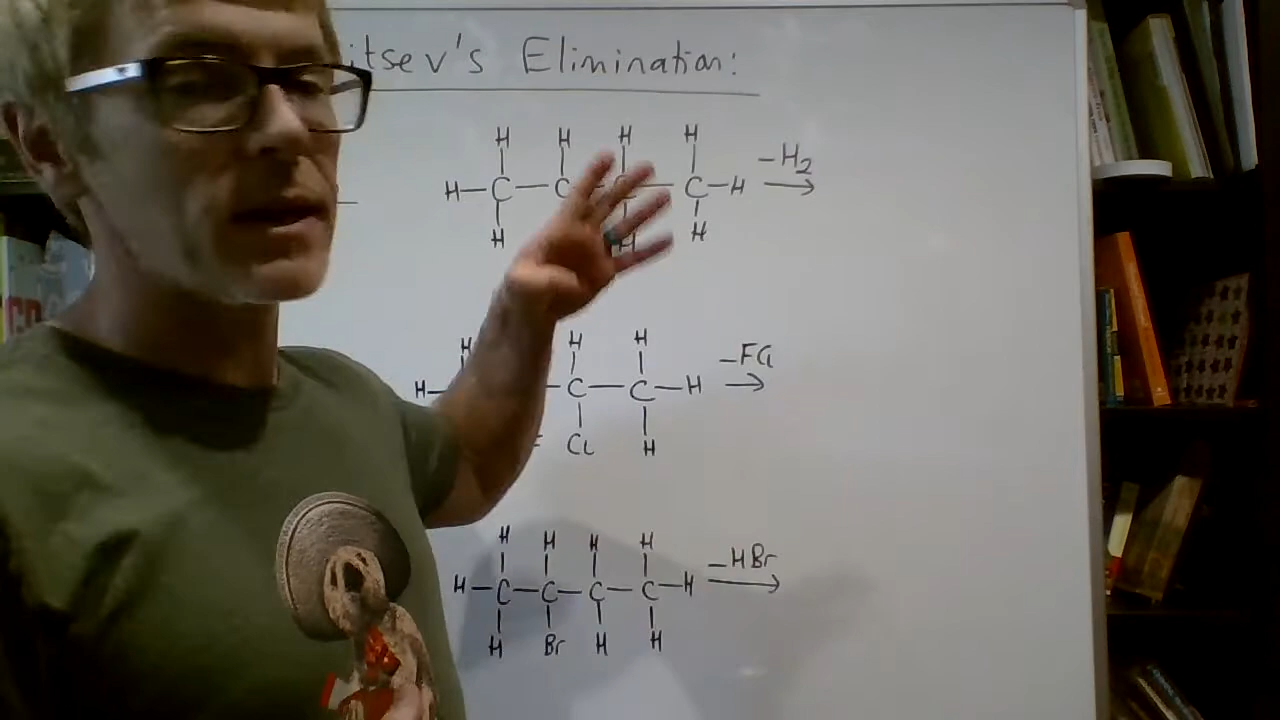 itsev's Elimination:
H H H H
H—C—C—C—C—H —H₂ →
H H H
H H H
H— —C—C—H —FCl →
F Cl H
H H H H
H—C—C—C—C—H —HBr →
H Br H H